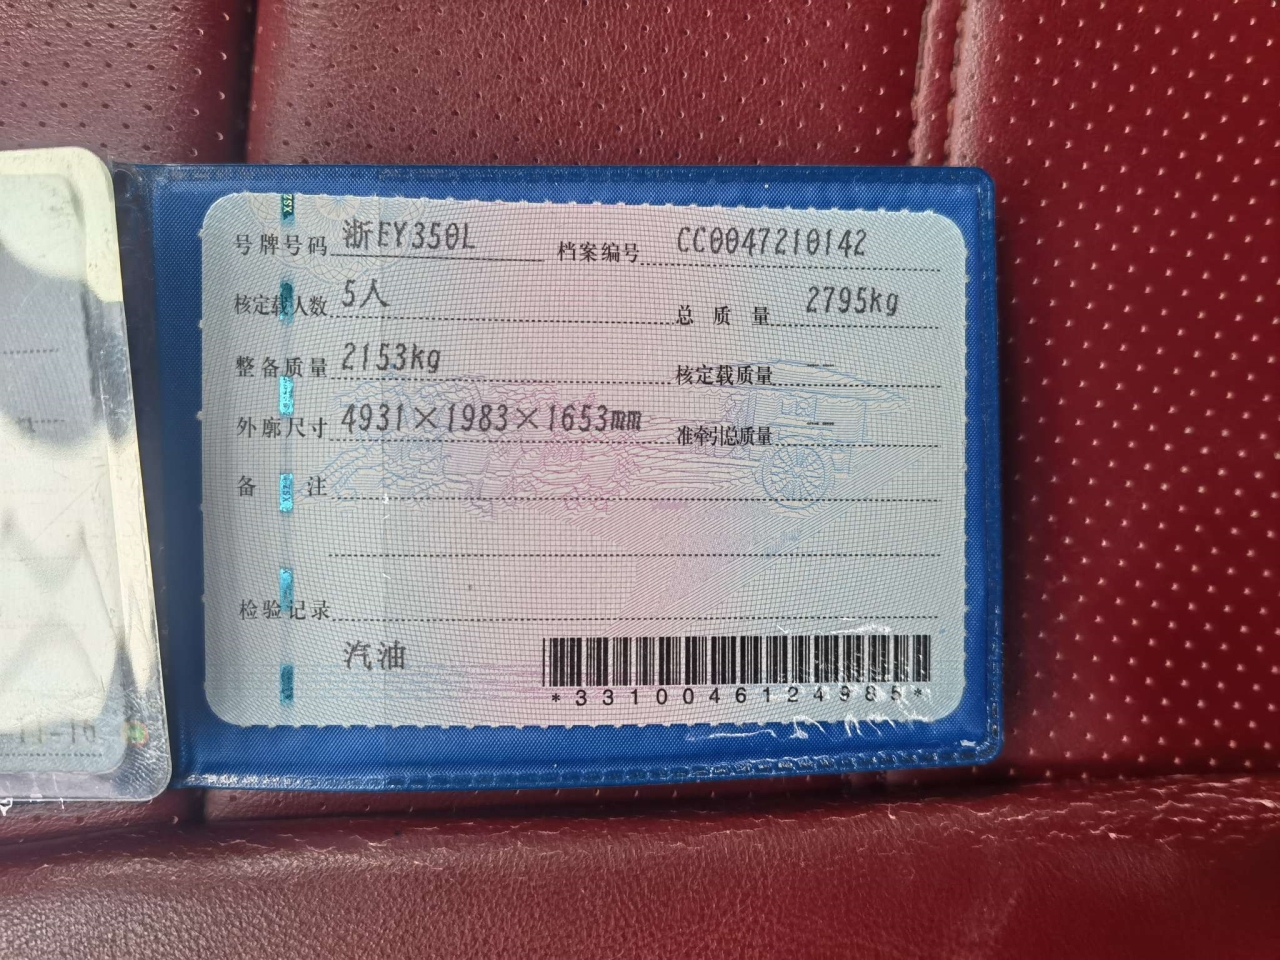 号牌号码 浙EY350L 档案编号 CC0047210142
核定载人数 5人 总质量 2795kg
整备质量 2153kg 核定载质量 --
外廓尺寸 4931×1983×1653mm 准牵引总质量 --
备注
检验记录
汽油
*3310046124985*